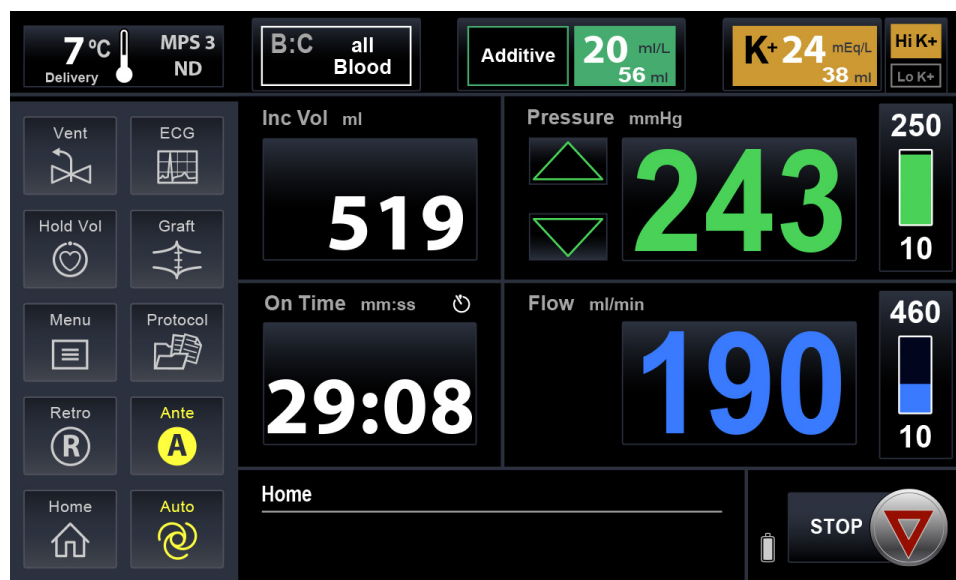 7 °C
Delivery
MPS 3
ND
B:C
all
Blood
Additive
20 ml/L
56 ml
K+ 24 mEq/L
38 ml
Hi K+
Lo K+
Vent
ECG
Hold Vol
Graft
Menu
Protocol
Retro
R
Ante
A
Home
Auto
Inc Vol ml
519
Pressure mmHg
243
250
10
On Time mm:ss
29:08
Flow ml/min
190
460
10
Home
STOP